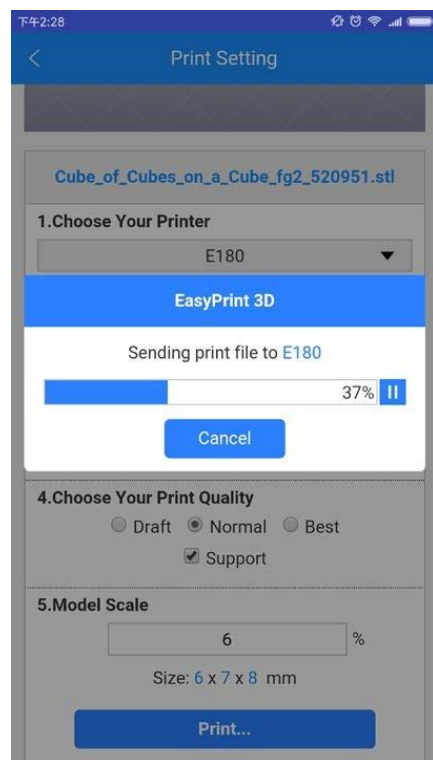 下午2:28
Print Setting
Cube_of_Cubes_on_a_Cube_fg2_520951.stl
1.Choose Your Printer
E180
EasyPrint 3D
Sending print file to E180
37%
Cancel
4.Choose Your Print Quality
Draft Normal Best
Support
5.Model Scale
6 %
Size: 6 x 7 x 8 mm
Print...